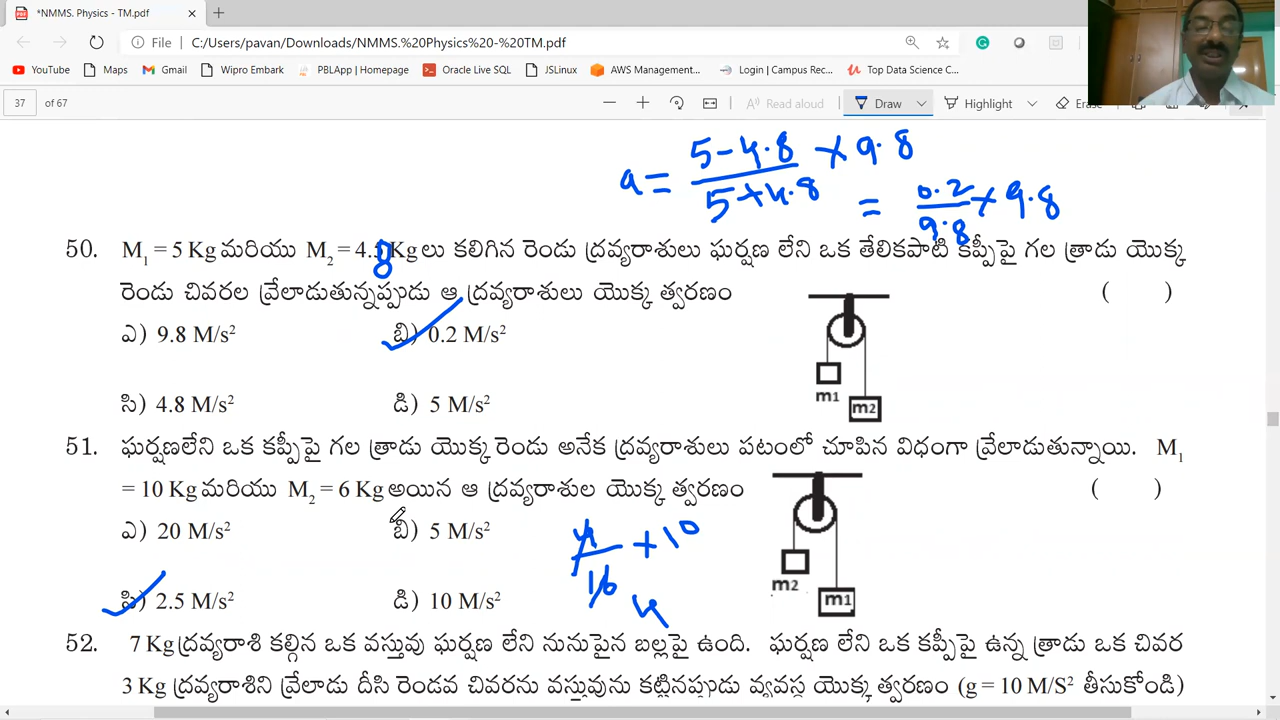 *NMMS. Physics - TM.pdf
File C:/Users/pavan/Downloads/NMMS.%20Physics%20-%20TM.pdf
YouTube Maps Gmail Wipro Embark PBLApp | Homepage Oracle Live SQL JSLinux AWS Management... Login | Campus Rec... Top Data Science C...
37 of 67 Read aloud Draw Highlight Erase
a = 5-4.8 / 5+4.8 × 9.8 = 0.2 / 9.8 × 9.8
50. M1 = 5 Kg మరియు M2 = 4.8 Kg లు కలిగిన రెండు ద్రవ్యరాశులు ఘర్షణ లేని ఒక తేలికపాటి కప్పీపై గల త్రాడు యొక్క
రెండు చివరల వ్రేలాడుతున్నప్పుడు ఆ ద్రవ్యరాశులు యొక్క త్వరణం ( )
ఎ) 9.8 M/s² బి) 0.2 M/s²
సి) 4.8 M/s² డి) 5 M/s²
m1
m2
51. ఘర్షణలేని ఒక కప్పీపై గల త్రాడు యొక్క రెండు అనేక ద్రవ్యరాశులు పటంలో చూపిన విధంగా వ్రేలాడుతున్నాయి. M1
= 10 Kg మరియు M2 = 6 Kg అయిన ఆ ద్రవ్యరాశుల యొక్క త్వరణం ( )
ఎ) 20 M/s² బి) 5 M/s²
4 / 16 × 10
4
సి) 2.5 M/s² డి) 10 M/s²
m2
m1
52. 7 Kg ద్రవ్యరాశి కల్గిన ఒక వస్తువు ఘర్షణ లేని నునుపైన బల్లపై ఉంది. ఘర్షణ లేని ఒక కప్పీపై ఉన్న త్రాడు ఒక చివర
3 Kg ద్రవ్యరాశిని వ్రేలాడు దీసి రెండవ చివరను వస్తువును కట్టినప్పుడు వ్యవస్థ యొక్క త్వరణం (g = 10 M/S² తీసుకోండి)